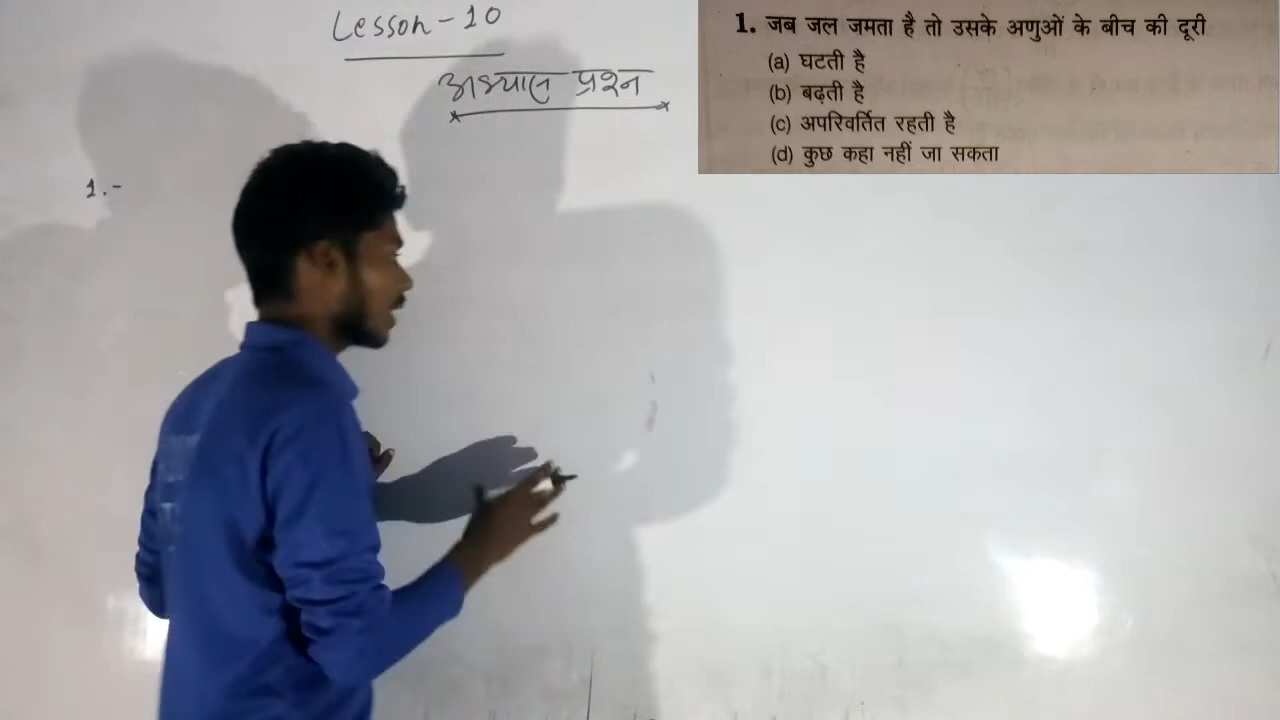 Lesson-10
अभ्यास प्रश्न
1.-
1. जब जल जमता है तो उसके अणुओं के बीच की दूरी
(a) घटती है
(b) बढ़ती है
(c) अपरिवर्तित रहती है
(d) कुछ कहा नहीं जा सकता